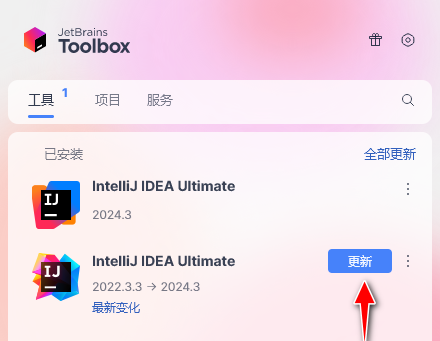 JetBrains
Toolbox
工具 1 项目 服务
已安装 全部更新
IJ
IntelliJ IDEA Ultimate
2024.3
IJ
IntelliJ IDEA Ultimate
更新
2022.3.3 → 2024.3
最新变化